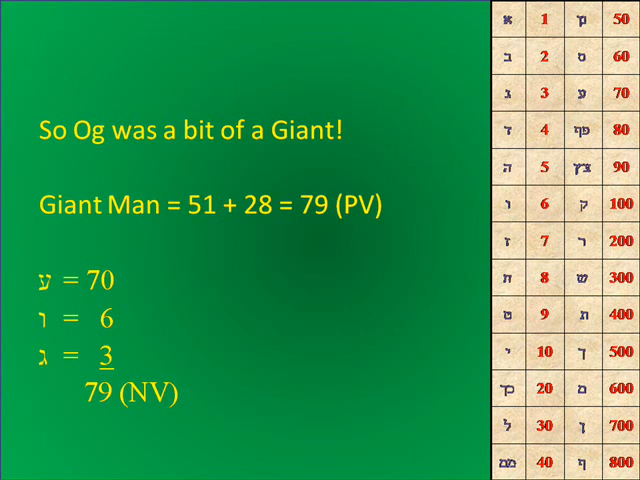 So Og was a bit of a Giant!
Giant Man = 51 + 28 = 79 (PV)
ע = 70
ו = 6
ג = 3
79 (NV)
א 1 נן 50
ב 2 ס 60
ג 3 ע 70
ד 4 פף 80
ה 5 צץ 90
ו 6 ק 100
ז 7 ר 200
ח 8 ש 300
ט 9 ת 400
י 10 ך 500
כך 20 ם 600
ל 30 ן 700
מם 40 ף 800